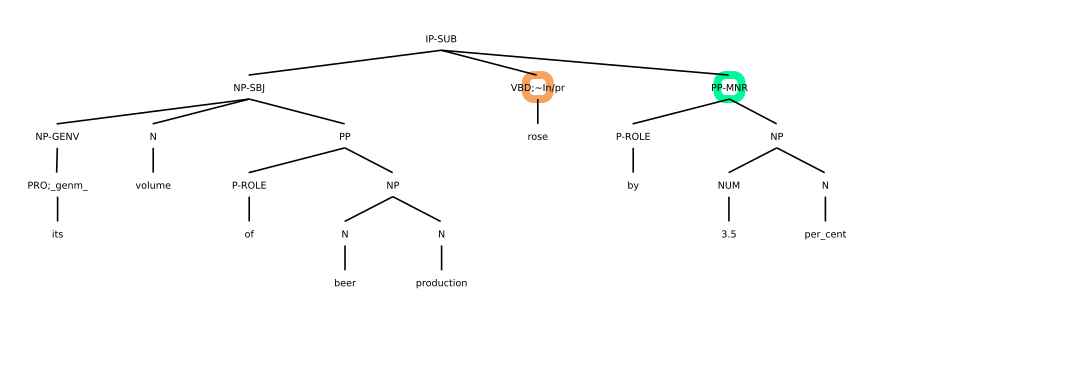 IP-SUB
NP-SBJ VBD;~In/pr PP-MNR
NP-GENV N PP rose P-ROLE NP
PRO;_genm_ volume P-ROLE NP by NUM N
its of N N 3.5 per_cent
beer production